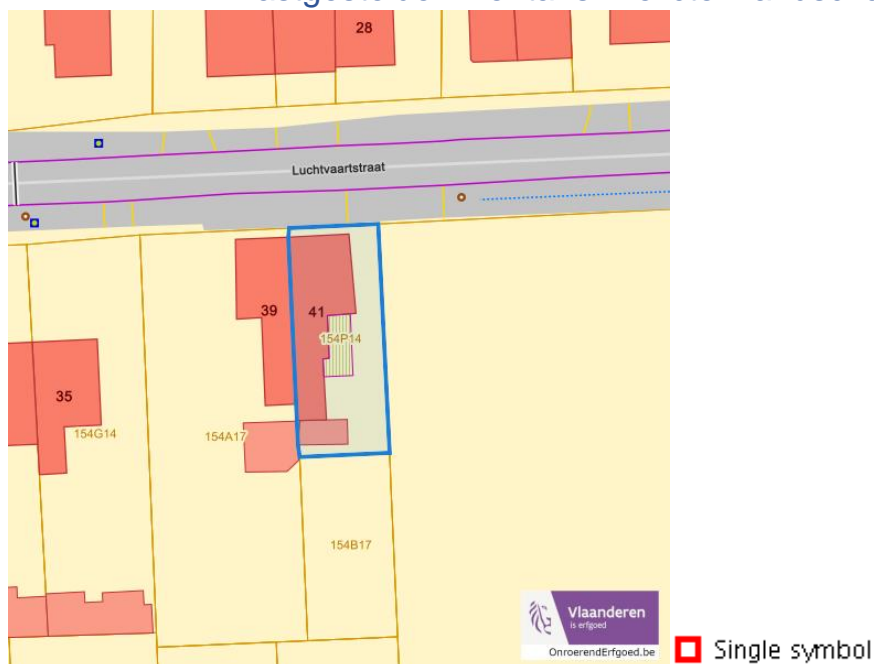 28
Luchtvaartstraat
39
41
154P14
35
154G14
154A17
154B17
Vlaanderen
is erfgoed
OnroerendErfgoed.be
Single symbol